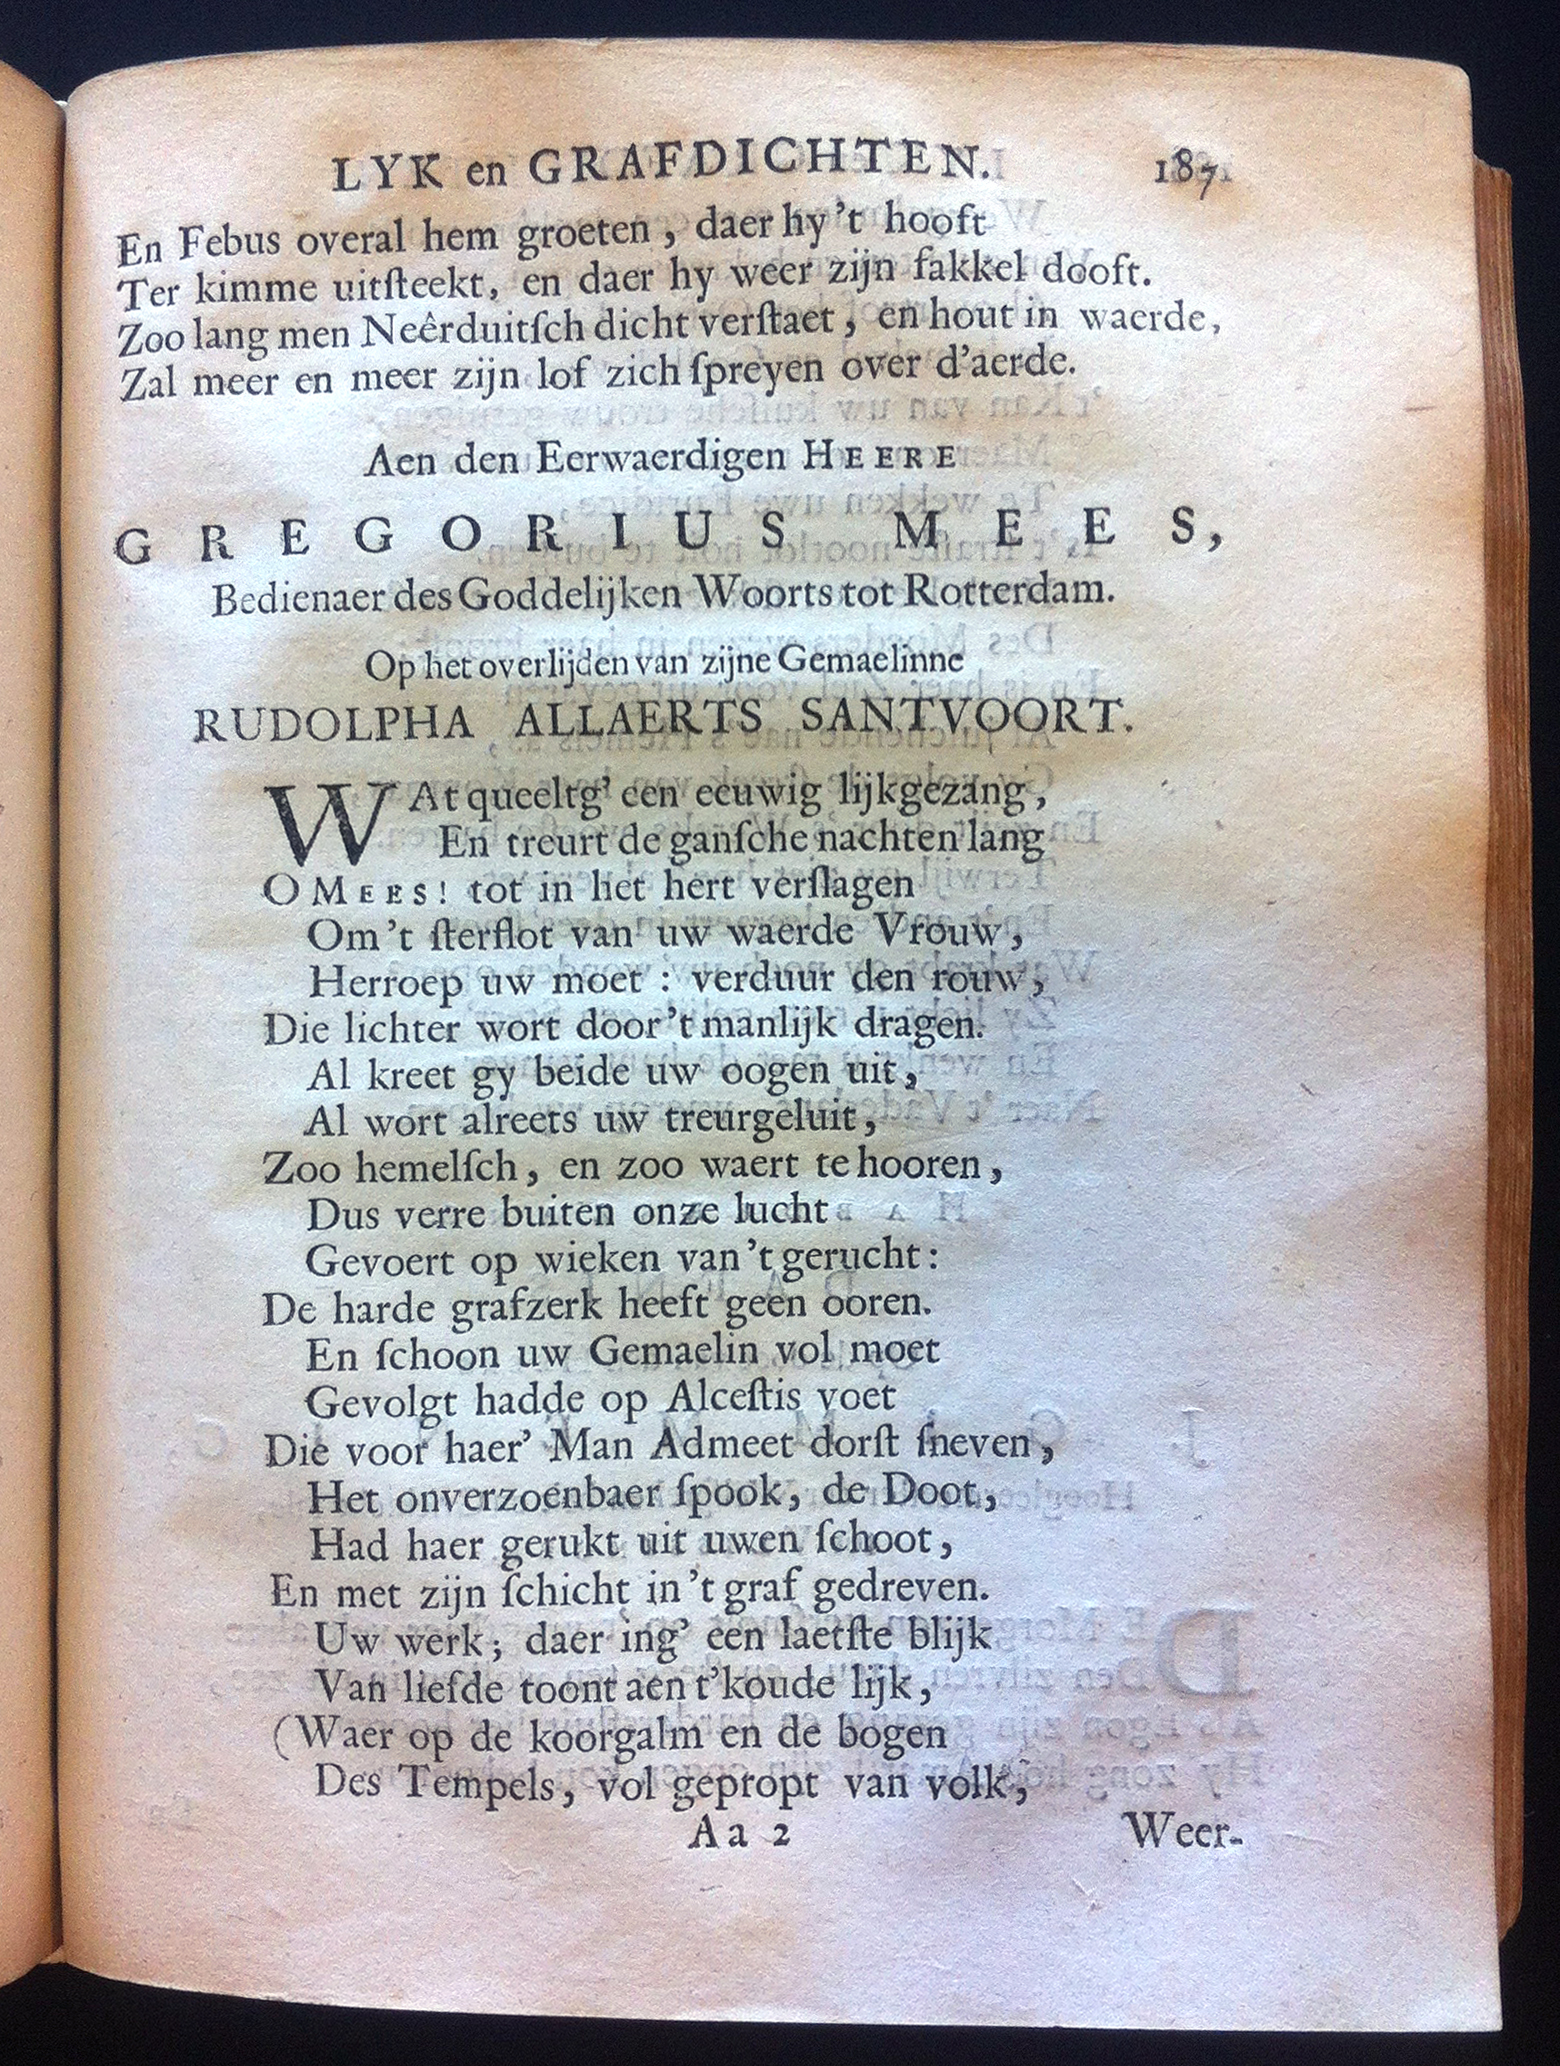 LYK en GRAFDICHTEN. 187
En Febus overal hem groeten, daer hy 't hooft
Ter kimme uitſteekt, en daer hy weer zijn fakkel dooft.
Zoo lang men Neêrduitſch dicht verſtaet, en hout in waerde,
Zal meer en meer zijn lof zich ſpreyen over d'aerde.
Aen den Eerwaerdigen HEERE
GREGORIUS MEES,
Bedienaer des Goddelijken Woorts tot Rotterdam.
Op het overlijden van zijne Gemaelinne
RUDOLPHA ALLAERTS SANTVOORT.
WAt queeltg' een eeuwig lijkgezang,
En treurt de ganſche nachten lang
O MEES! tot in het hert verſlagen
Om 't ſterflot van uw waerde Vrouw,
Herroep uw moet: verduur den rouw,
Die lichter wort door 't manlijk dragen.
Al kreet gy beide uw oogen uit,
Al wort alreets uw treurgeluit,
Zoo hemelſch, en zoo waert te hooren,
Dus verre buiten onze lucht
Gevoert op wieken van 't gerucht:
De harde grafzerk heeft geen ooren.
En ſchoon uw Gemaelin vol moet
Gevolgt hadde op Alceſtis voet
Die voor haer' Man Admeet dorſt ſneven,
Het onverzoenbaer ſpook, de Doot,
Had haer gerukt uit uwen ſchoot,
En met zijn ſchicht in 't graf gedreven.
Uw werk; daer ing' een laetſte blijk
Van liefde toont aen t'koude lijk,
(Waer op de koorgalm en de bogen
Des Tempels, vol gepropt van volk,
Aa 2 Weer-